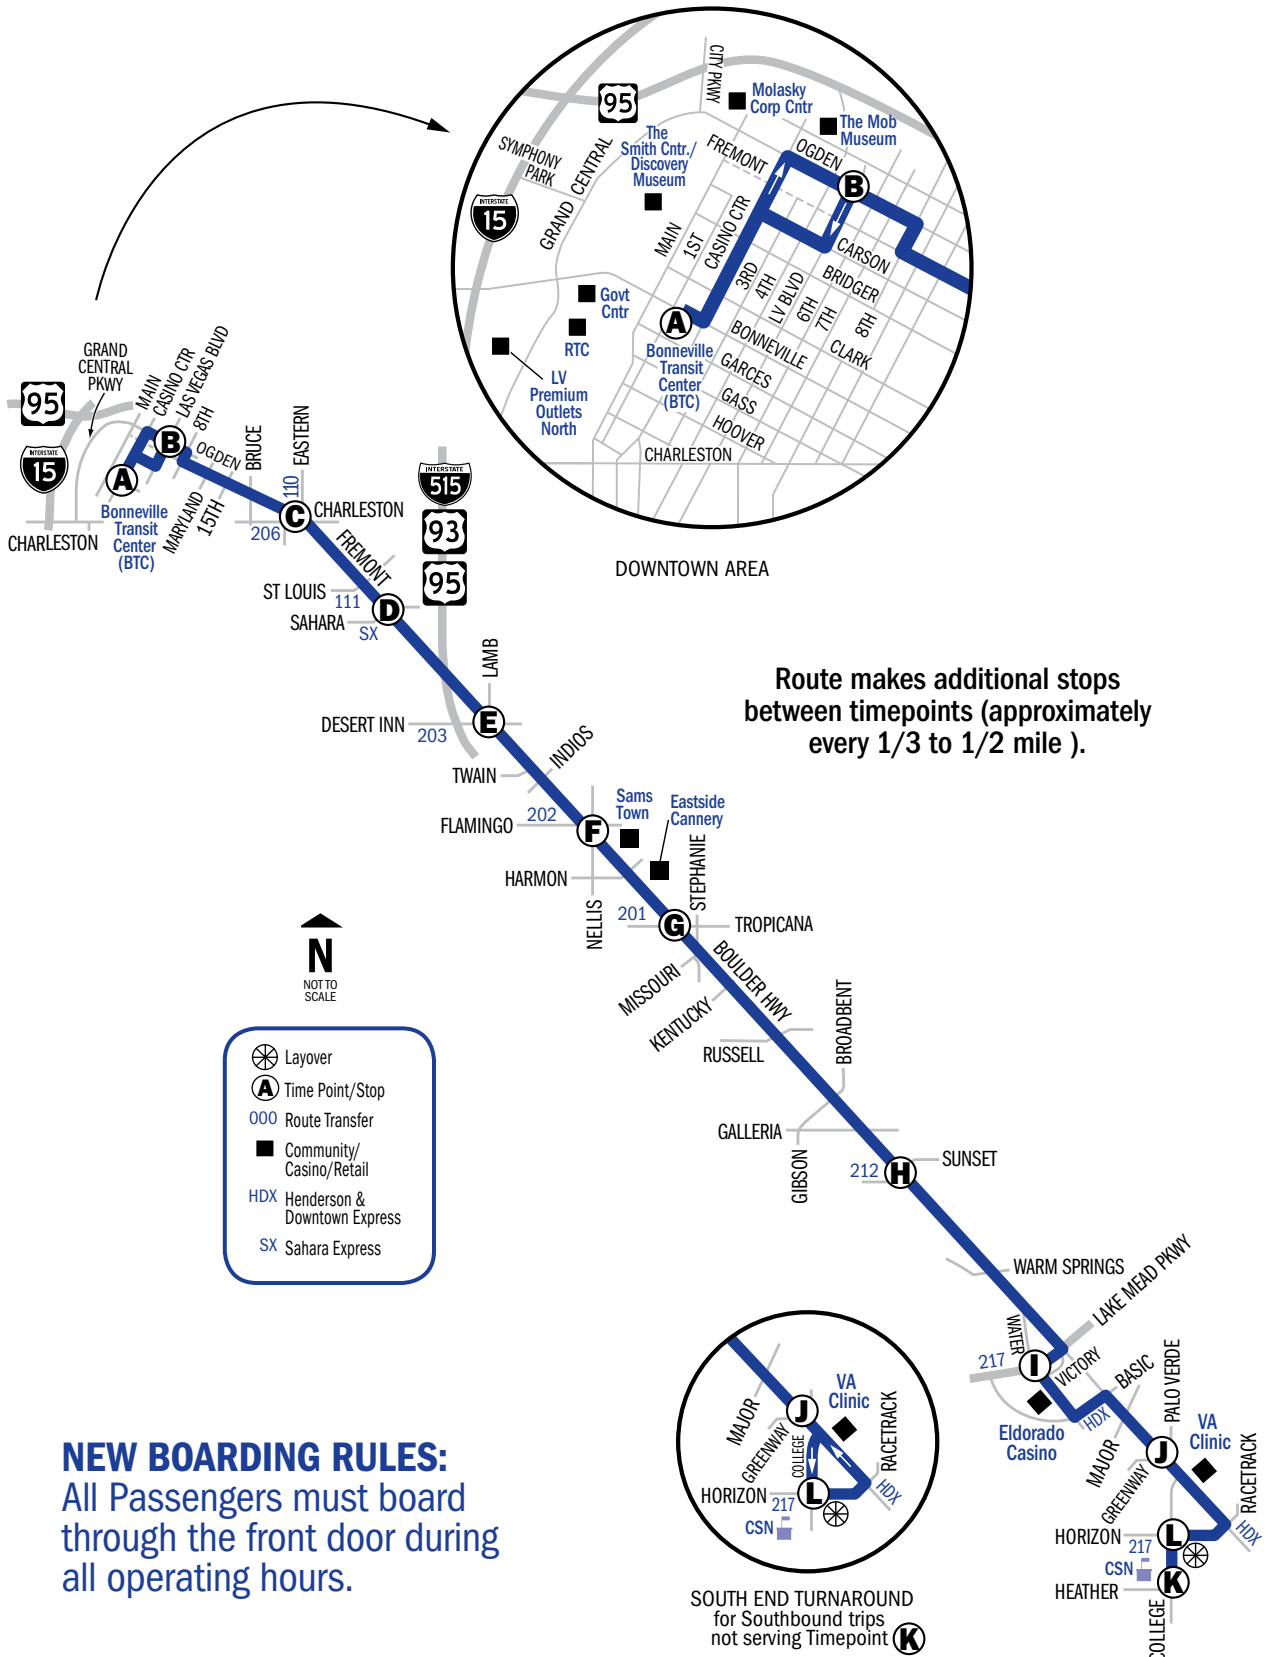 CITY PKWY
Molasky
Corp Cntr
95
The Mob
Museum
The
Smith Cntr./
Discovery
Museum
SYMPHONY
PARK
GRAND CENTRAL
FREMONT
OGDEN
B
INTERSTATE
15
MAIN
1ST
CASINO CTR
3RD
4TH
LV BLVD
6TH
7TH
8TH
CARSON
BRIDGER
CLARK
BONNEVILLE
GARCES
GASS
HOOVER
CHARLESTON
Govt
Cntr
RTC
LV
Premium
Outlets
North
A
Bonneville
Transit
Center
(BTC)
DOWNTOWN AREA
GRAND
CENTRAL
PKWY
MAIN
CASINO CTR
LAS VEGAS BLVD
8TH
95
INTERSTATE
15
B
A
OGDEN
BRUCE
EASTERN
110
C
CHARLESTON
206
Bonneville
Transit
Center
(BTC)
MARYLAND
15TH
CHARLESTON
FREMONT
INTERSTATE
515
93
95
ST LOUIS
111
D
SAHARA
SX
LAMB
E
DESERT INN
203
TWAIN
INDIOS
Sams
Town
Eastside
Cannery
202
FLAMINGO
F
HARMON
NELLIS
STEPHANIE
201
G
TROPICANA
MISSOURI
KENTUCKY
BOULDER HWY
RUSSELL
BROADBENT
GALLERIA
GIBSON
212
H
SUNSET
WARM SPRINGS
LAKE MEAD PKWY
WATER
217
I
VICTORY
BASIC
HDX
Eldorado
Casino
MAJOR
GREENWAY
PALO VERDE
J
VA
Clinic
RACETRACK
HDX
HORIZON
L
217
CSN
K
HEATHER
COLLEGE
Route makes additional stops
between timepoints (approximately
every 1/3 to 1/2 mile ).
N
NOT TO
SCALE
Layover
A Time Point/Stop
000 Route Transfer
Community/
Casino/Retail
HDX Henderson &
Downtown Express
SX Sahara Express
MAJOR
GREENWAY
COLLEGE
J
VA
Clinic
RACETRACK
HDX
HORIZON
217
L
CSN
SOUTH END TURNAROUND
for Southbound trips
not serving Timepoint K
NEW BOARDING RULES:
All Passengers must board
through the front door during
all operating hours.